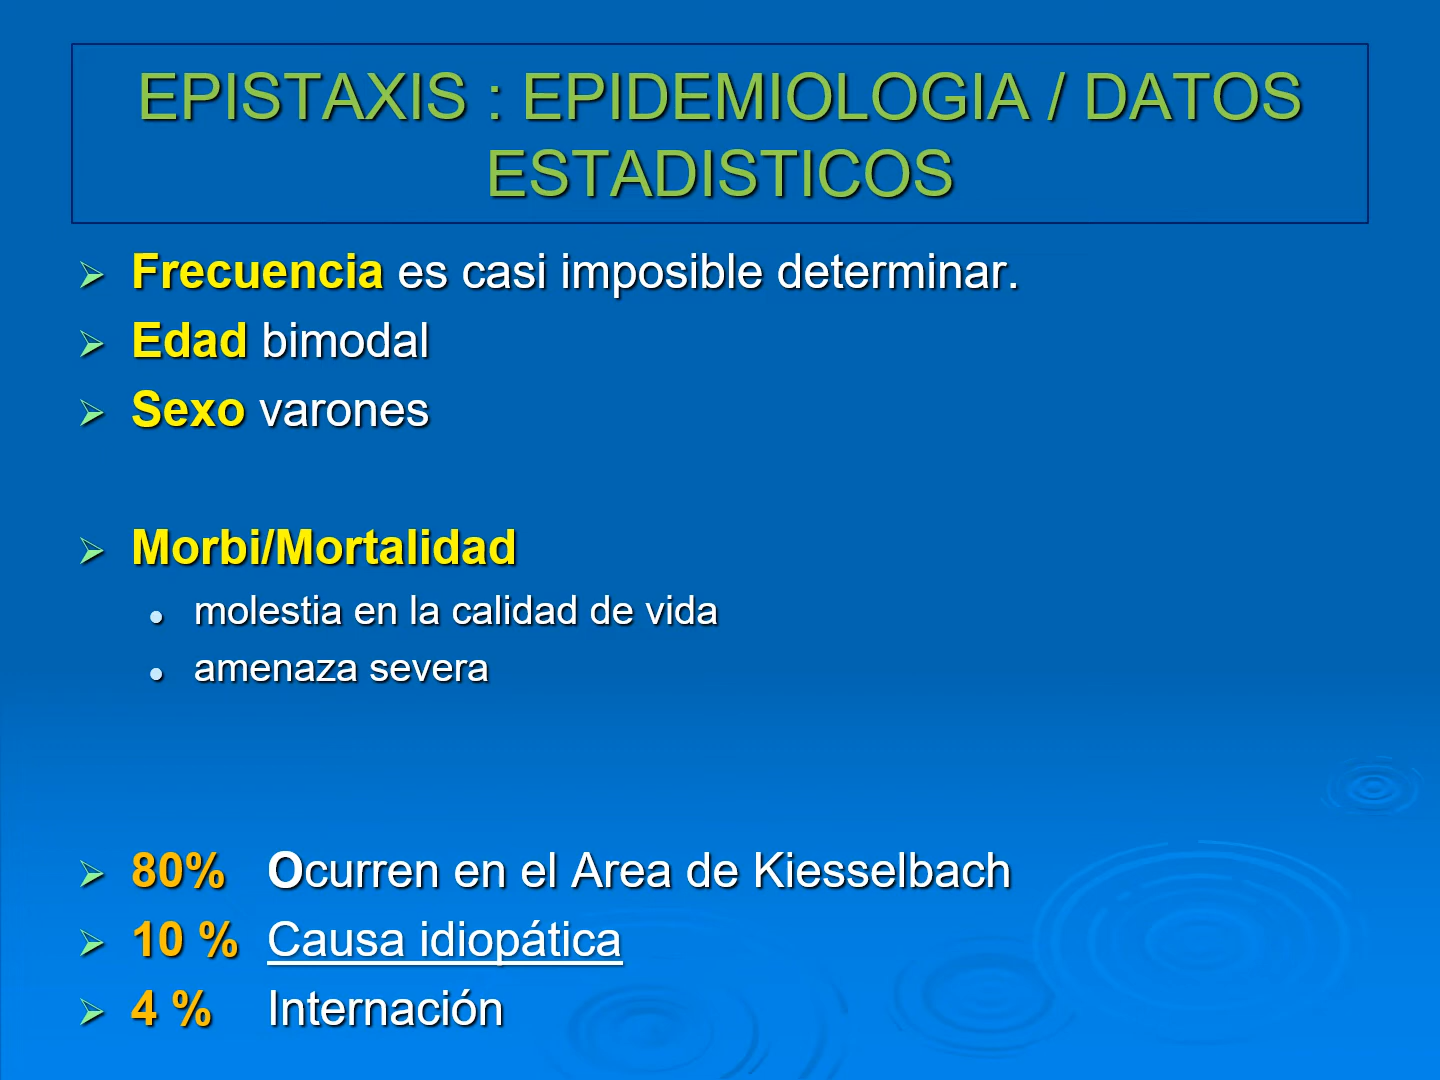 EPISTAXIS : EPIDEMIOLOGIA / DATOS
ESTADISTICOS
Frecuencia es casi imposible determinar.
Edad bimodal
Sexo varones
Morbi/Mortalidad
molestia en la calidad de vida
amenaza severa
80% Ocurren en el Area de Kiesselbach
10 % Causa idiopática
4 % Internación